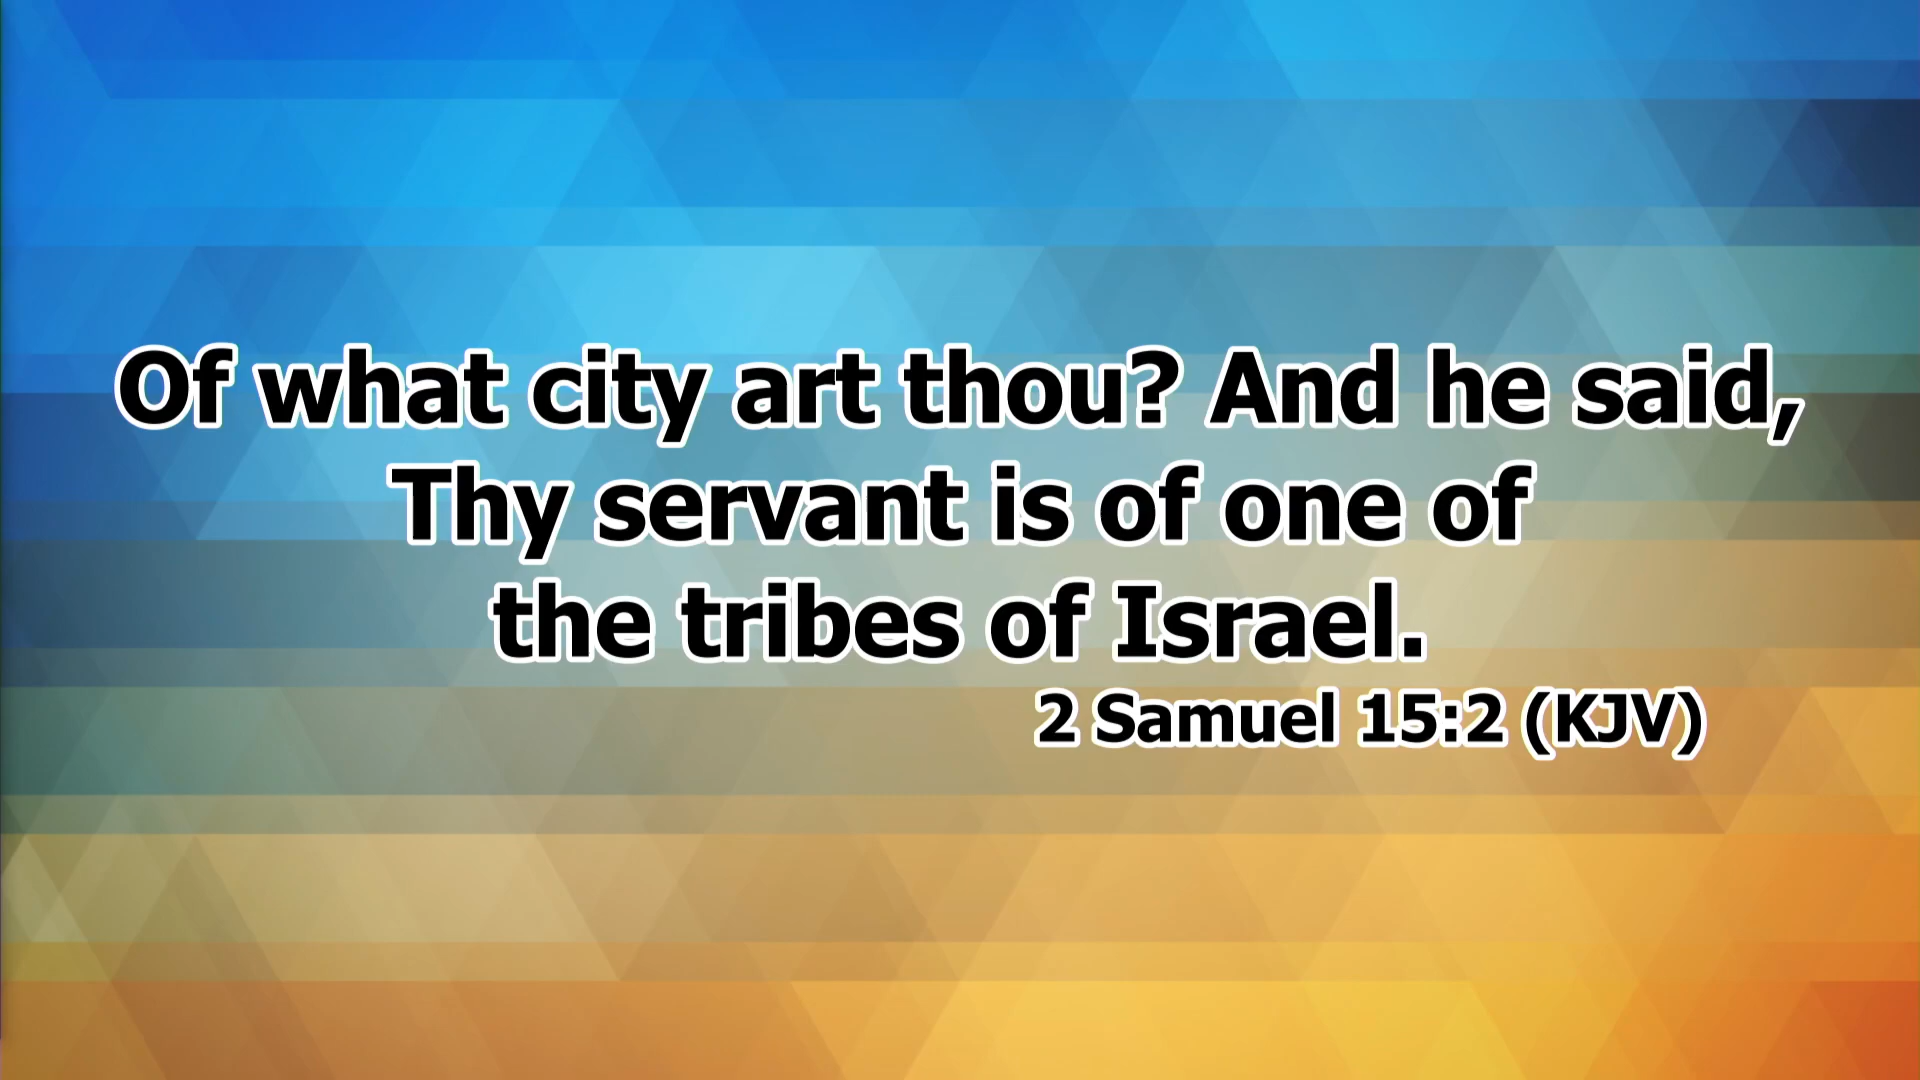 Of what city art thou? And he said,
Thy servant is of one of
the tribes of Israel.
2 Samuel 15:2 (KJV)